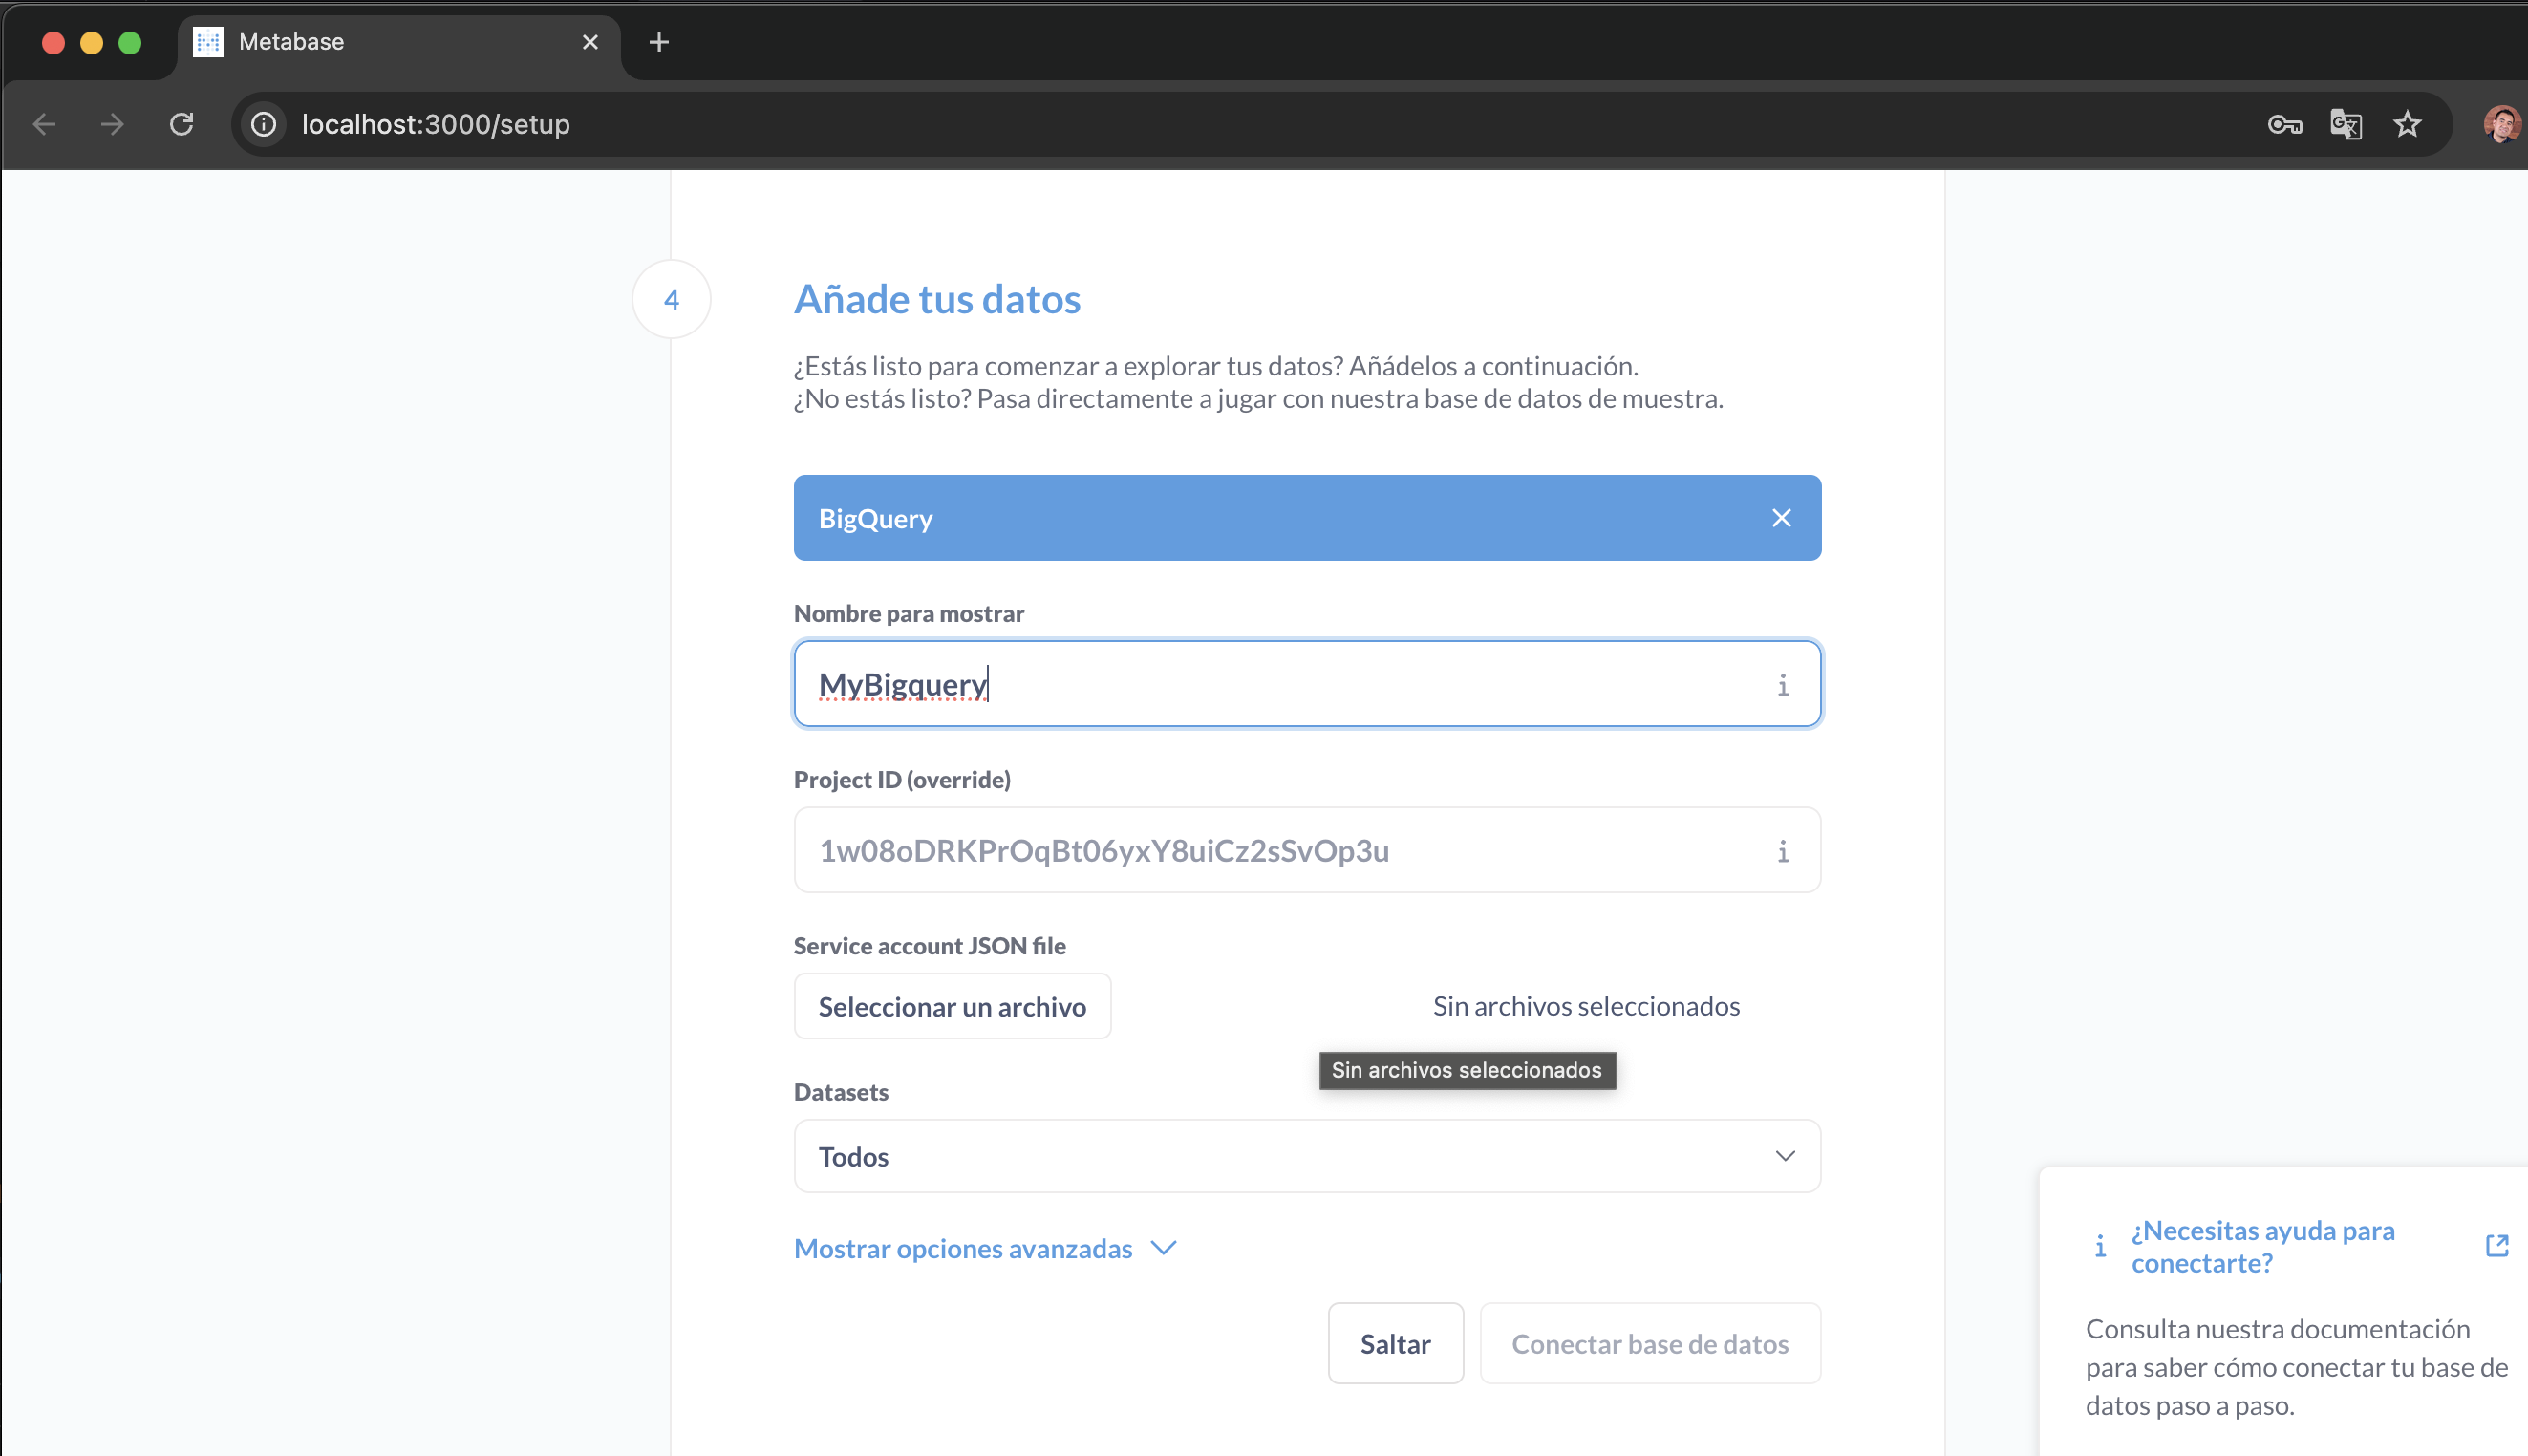 Metabase
localhost:3000/setup
4
Añade tus datos
¿Estás listo para comenzar a explorar tus datos? Añádelos a continuación.
¿No estás listo? Pasa directamente a jugar con nuestra base de datos de muestra.
BigQuery
Nombre para mostrar
MyBigquery
Project ID (override)
1w08oDRKPrOqBt06yxY8uiCz2sSvOp3u
Service account JSON file
Seleccionar un archivo
Sin archivos seleccionados
Sin archivos seleccionados
Datasets
Todos
Mostrar opciones avanzadas
Saltar
Conectar base de datos
¿Necesitas ayuda para
conectarte?
Consulta nuestra documentación
para saber cómo conectar tu base de
datos paso a paso.